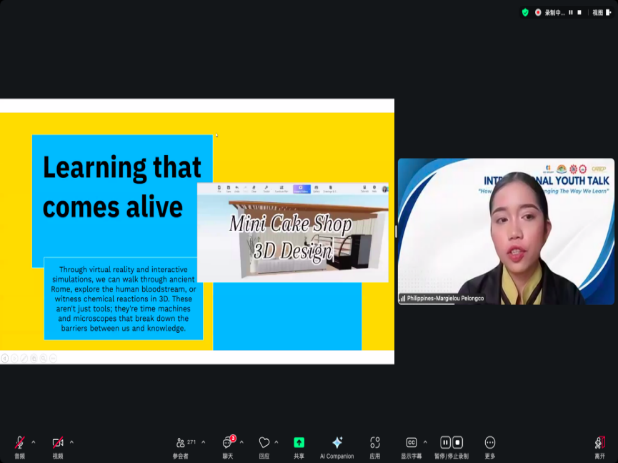 录制中...
视图
Learning that
comes alive
Mini Cake Shop
3D Design
Through virtual reality and interactive
simulations, we can walk through ancient
Rome, explore the human bloodstream, or
witness chemical reactions in 3D. These
aren't just tools; they're time machines
and microscopes that break down the
barriers between us and knowledge.
INTE NAL YOUTH TALK
"How nging The Way We Learn"
Philippines-Margielou Pelongco
271
音频
视频
参会者
聊天
回应
共享
AI Companion
应用
显示字幕
暂停/停止录制
更多
离开